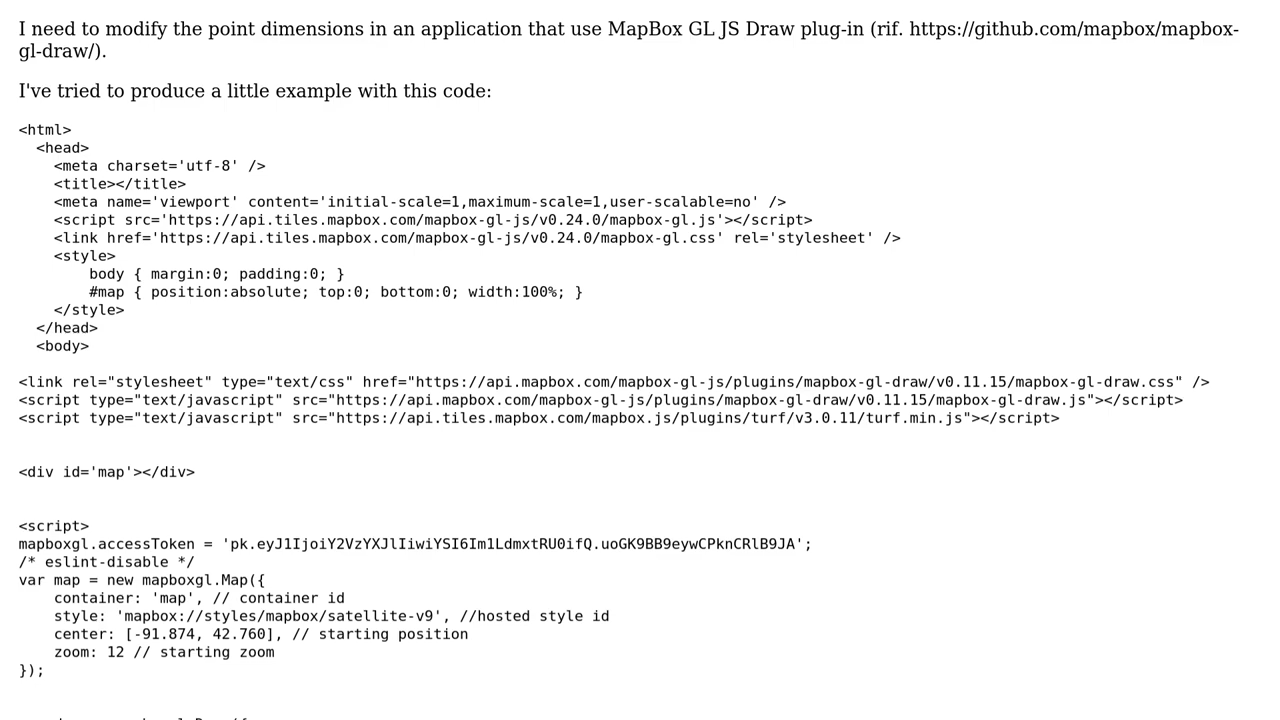 I need to modify the point dimensions in an application that use MapBox GL JS Draw plug-in (rif. https://github.com/mapbox/mapbox-
gl-draw/).
I've tried to produce a little example with this code:
<html>
  <head>
    <meta charset='utf-8' />
    <title></title>
    <meta name='viewport' content='initial-scale=1,maximum-scale=1,user-scalable=no' />
    <script src='https://api.tiles.mapbox.com/mapbox-gl-js/v0.24.0/mapbox-gl.js'></script>
    <link href='https://api.tiles.mapbox.com/mapbox-gl-js/v0.24.0/mapbox-gl.css' rel='stylesheet' />
    <style>
        body { margin:0; padding:0; }
        #map { position:absolute; top:0; bottom:0; width:100%; }
    </style>
  </head>
  <body>
<link rel="stylesheet" type="text/css" href="https://api.mapbox.com/mapbox-gl-js/plugins/mapbox-gl-draw/v0.11.15/mapbox-gl-draw.css" />
<script type="text/javascript" src="https://api.mapbox.com/mapbox-gl-js/plugins/mapbox-gl-draw/v0.11.15/mapbox-gl-draw.js"></script>
<script type="text/javascript" src="https://api.tiles.mapbox.com/mapbox.js/plugins/turf/v3.0.11/turf.min.js"></script>
<div id='map'></div>
<script>
mapboxgl.accessToken = 'pk.eyJ1IjoiY2VzYXJlIiwiYSI6Im1LdmxtRU0ifQ.uoGK9BB9eywCPknCRlB9JA';
/* eslint-disable */
var map = new mapboxgl.Map({
    container: 'map', // container id
    style: 'mapbox://styles/mapbox/satellite-v9', //hosted style id
    center: [-91.874, 42.760], // starting position
    zoom: 12 // starting zoom
});